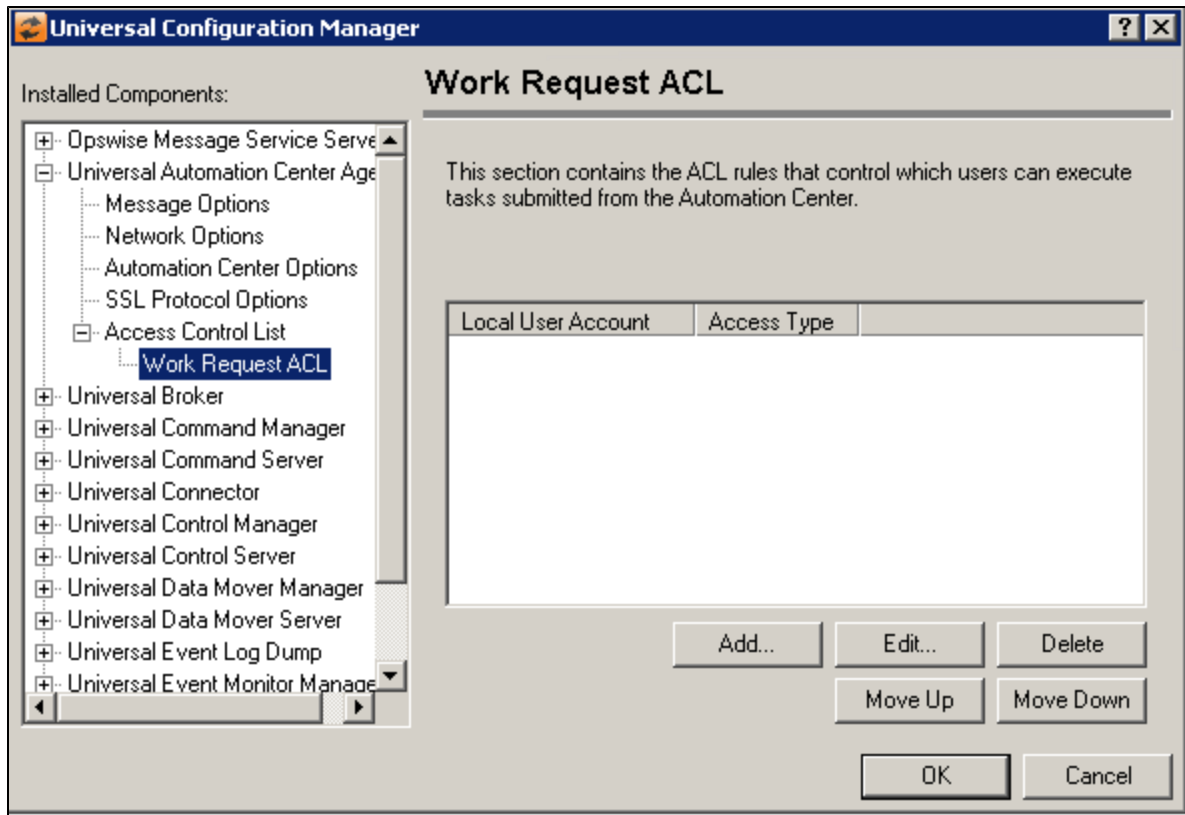 Universal Configuration Manager
Installed Components:
Opswise Message Service Serve
Universal Automation Center Age
Message Options
Network Options
Automation Center Options
SSL Protocol Options
Access Control List
Work Request ACL
Universal Broker
Universal Command Manager
Universal Command Server
Universal Connector
Universal Control Manager
Universal Control Server
Universal Data Mover Manager
Universal Data Mover Server
Universal Event Log Dump
Universal Event Monitor Manage
Work Request ACL
This section contains the ACL rules that control which users can execute
tasks submitted from the Automation Center.
Local User Account Access Type
Add... Edit... Delete
Move Up Move Down
OK Cancel